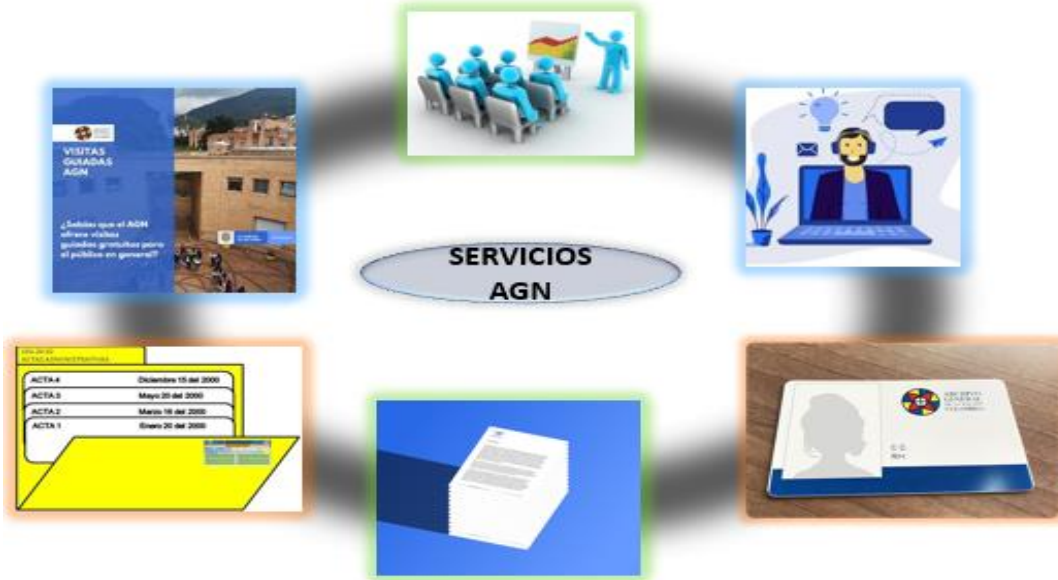 VISITAS
GUIADAS
AGN
¿Sabías que el AGN
ofrece visitas
guiadas gratuitas para
el público en general?
SERVICIOS
AGN
ACTA 4 Diciembre 15 del 2000
ACTA 3 Mayo 20 del 2000
ACTA 2 Marzo 16 del 2000
ACTA 1 Enero 20 del 2000
ARCHIVO
GENERAL